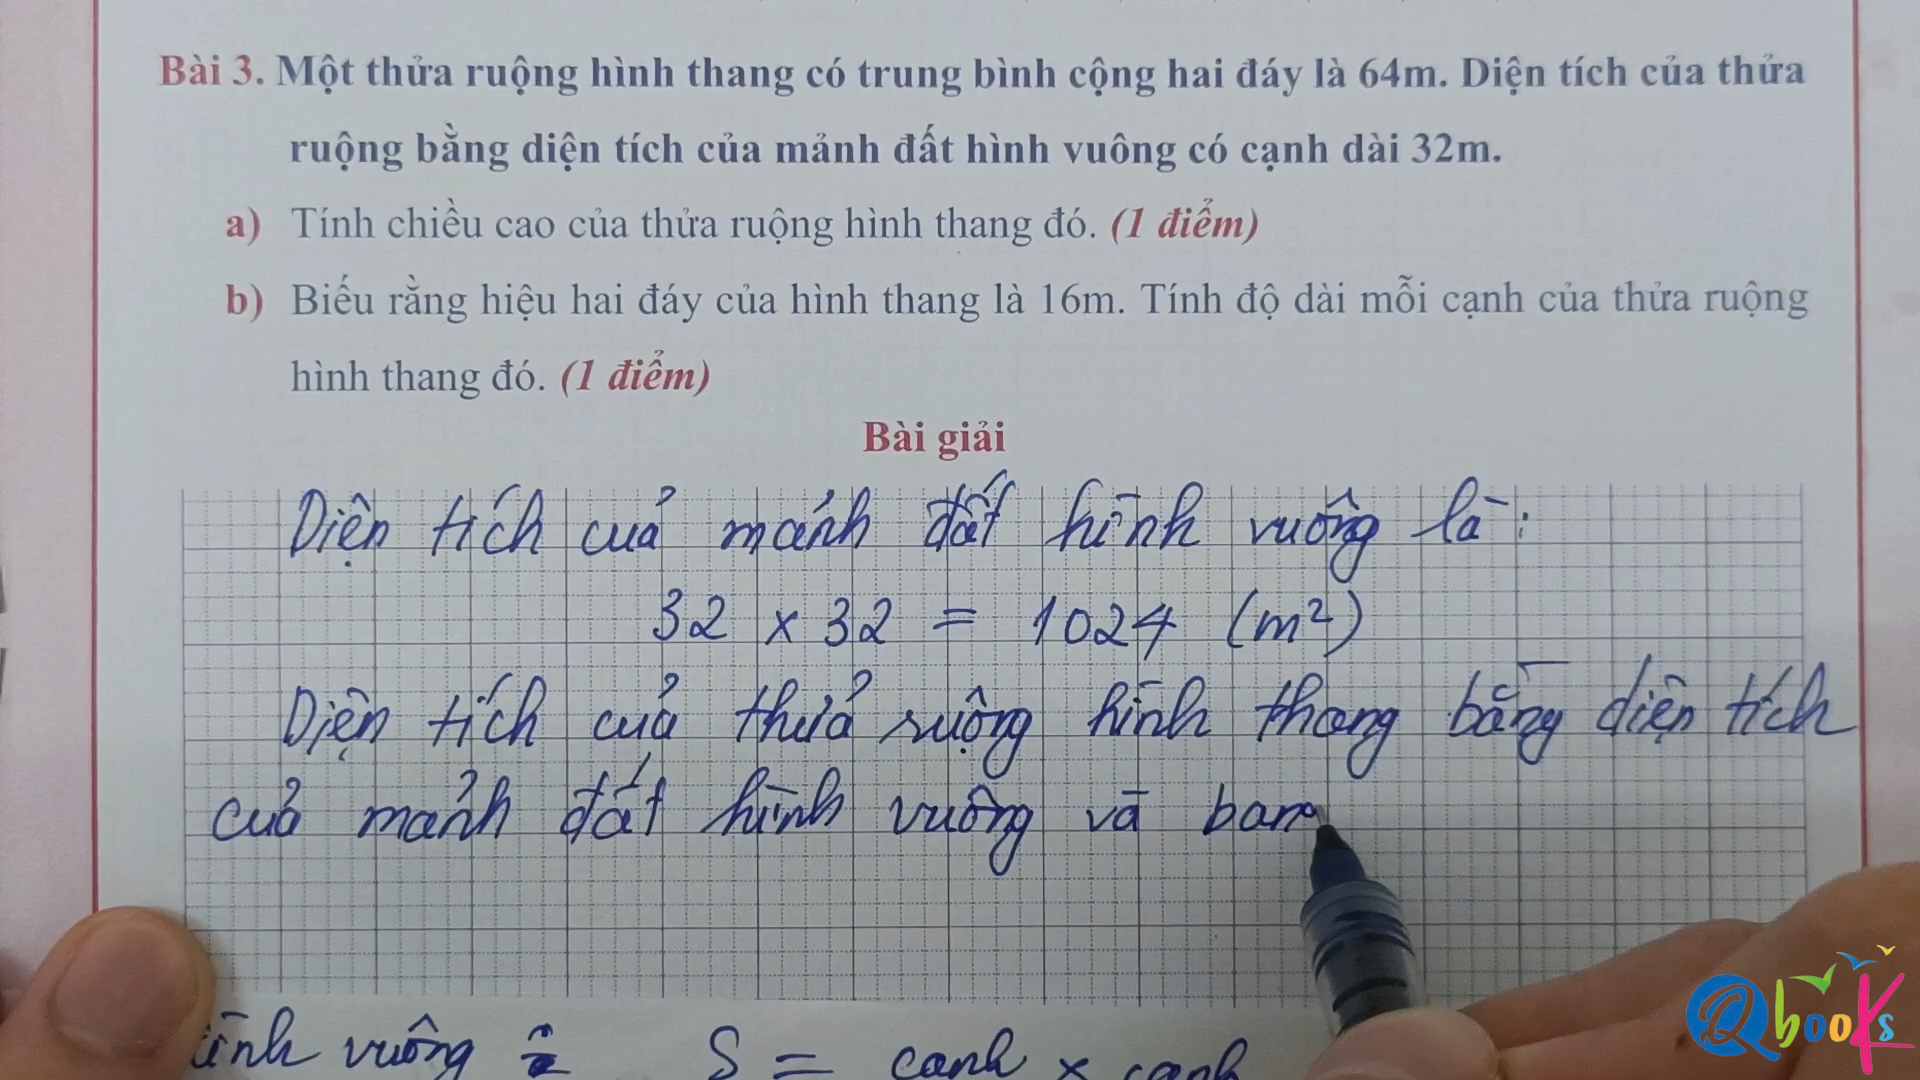 Bài 3. Một thửa ruộng hình thang có trung bình cộng hai đáy là 64m. Diện tích của thửa
ruộng bằng diện tích của mảnh đất hình vuông có cạnh dài 32m.
a) Tính chiều cao của thửa ruộng hình thang đó. (1 điểm)
b) Biếu rằng hiệu hai đáy của hình thang là 16m. Tính độ dài mỗi cạnh của thửa ruộng
hình thang đó. (1 điểm)
Bài giải
Diện tích của mảnh đất hình vuông là:
32 x 32 = 1024 (m²)
Diện tích của thửa ruộng hình thang bằng diện tích
của mảnh đất hình vuông và bang
vuông S = cạnh x cạnh
Qbooks